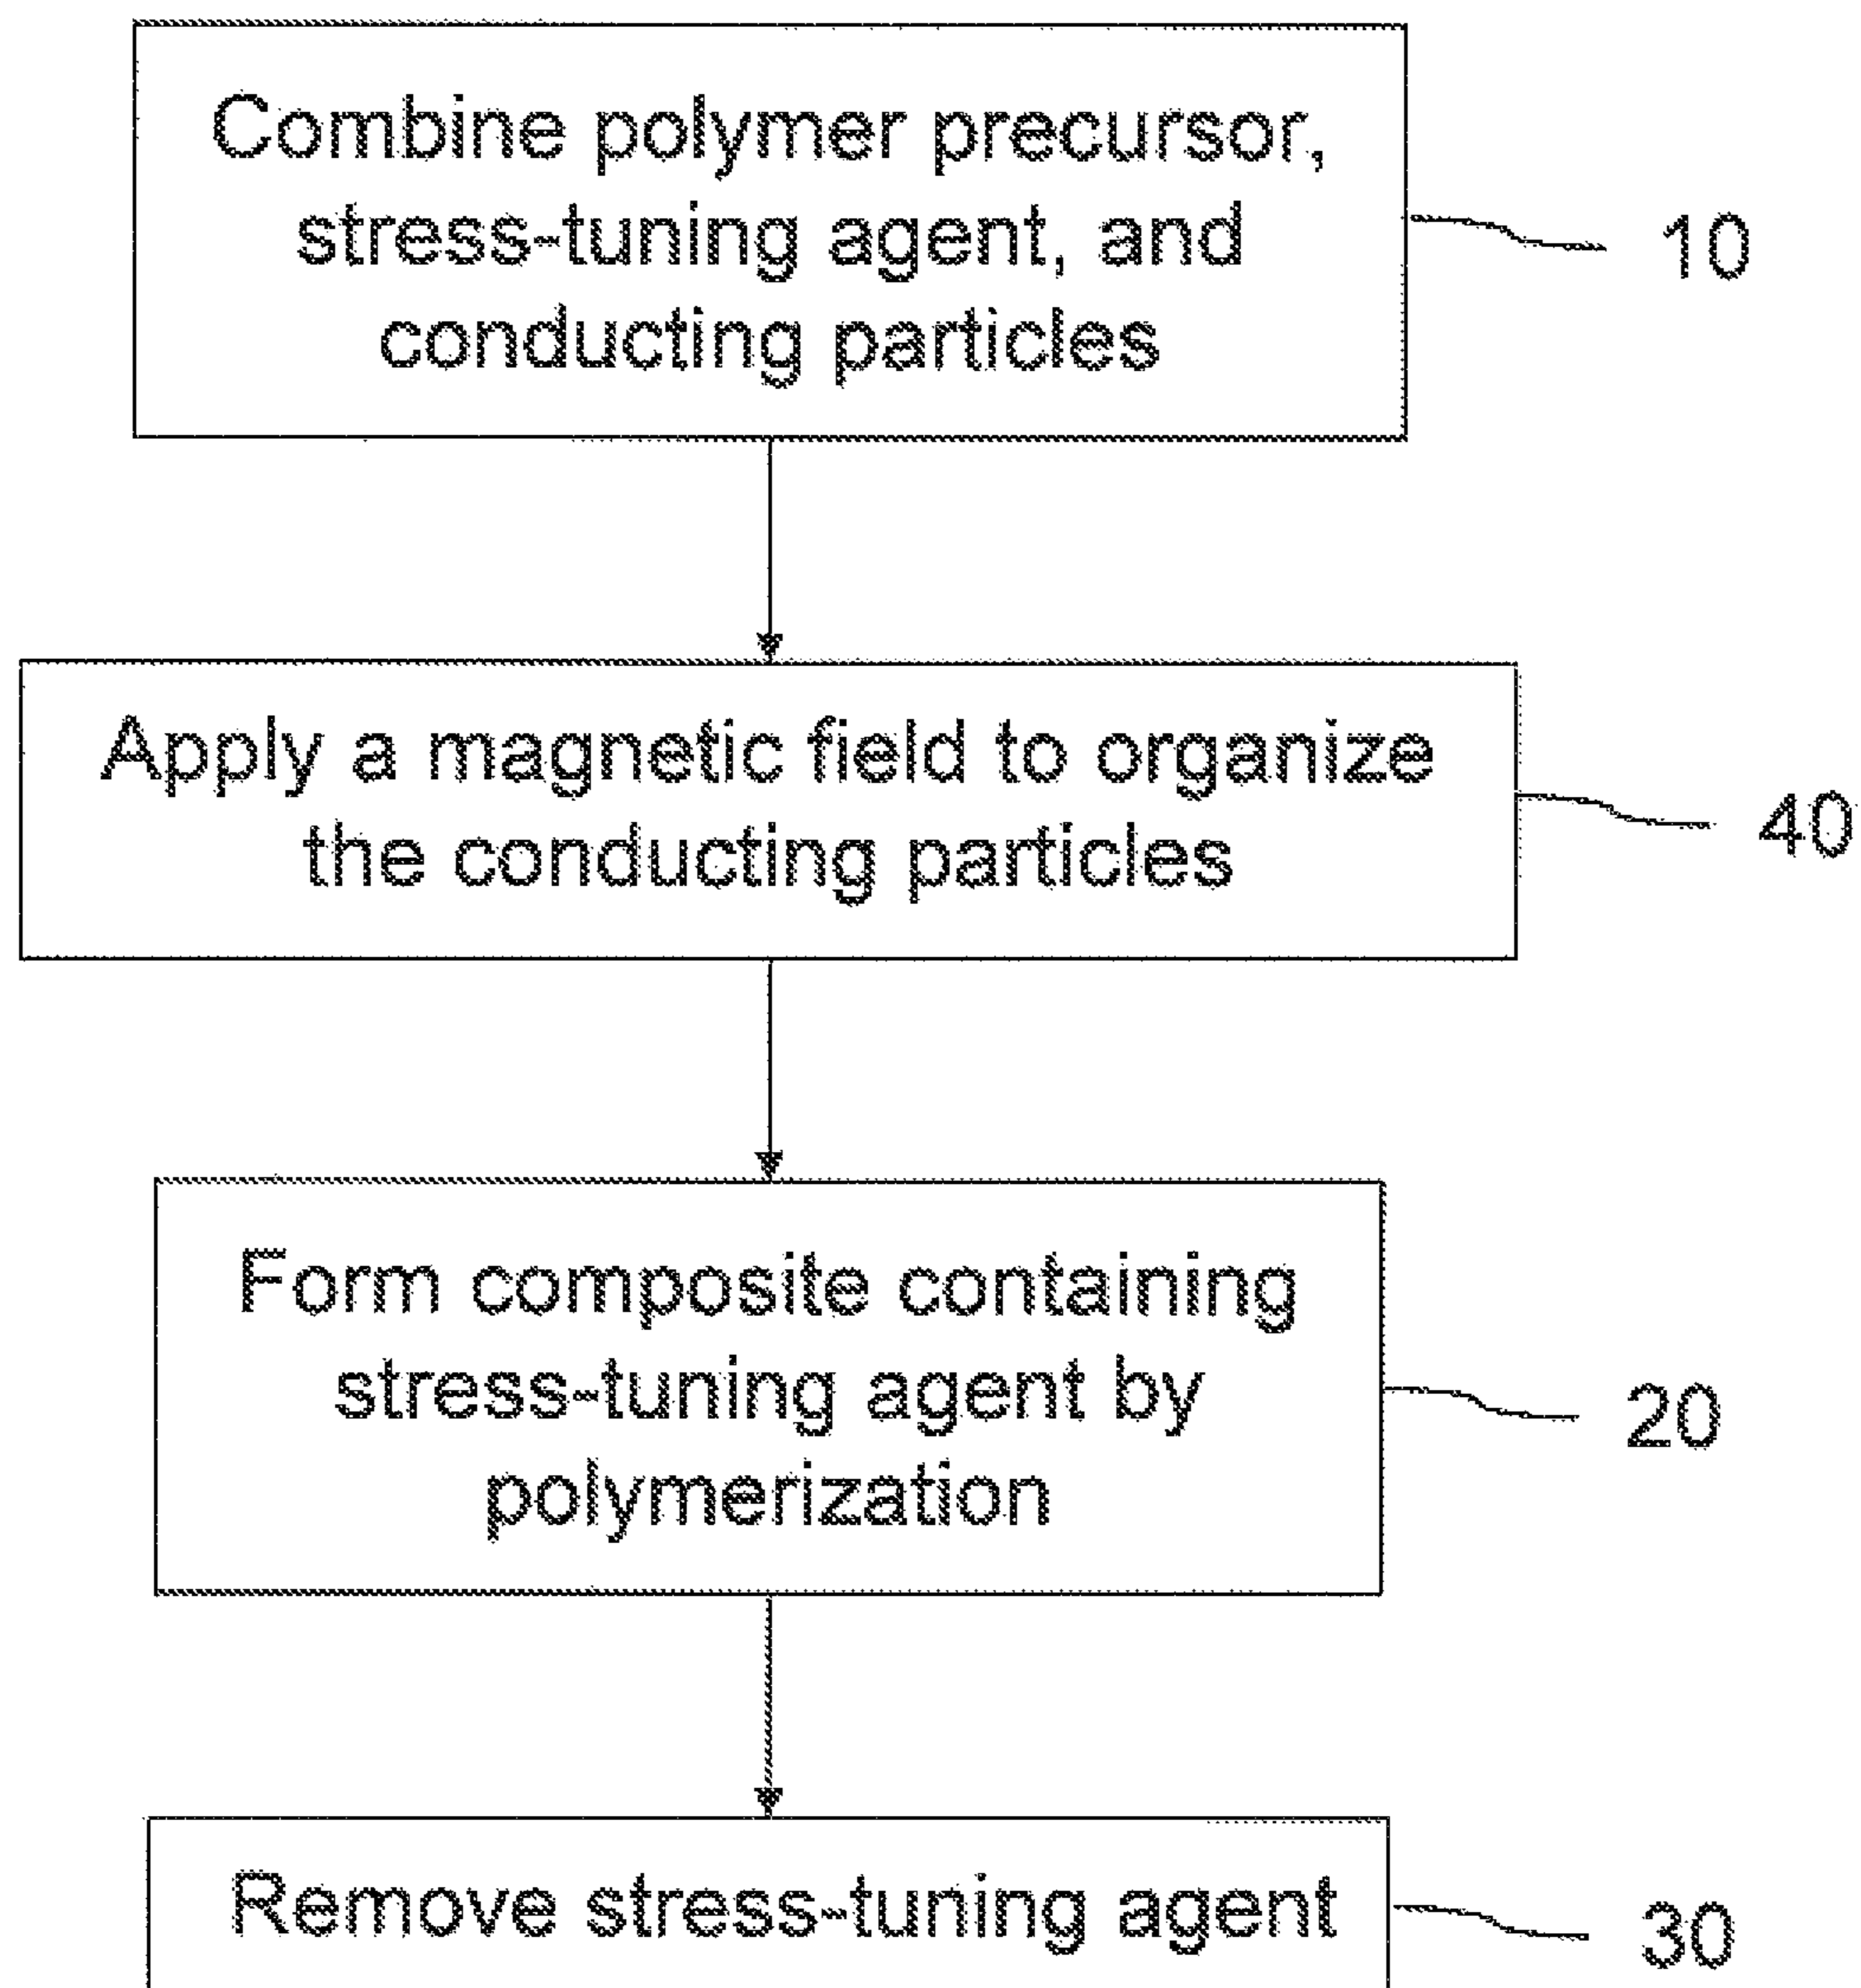 Combine polymer precursor,
stress-tuning agent, and
conducting particles
10
Apply a magnetic field to organize
the conducting particles
40
Form composite containing
stress-tuning agent by
polymerization
20
Remove stress-tuning agent
30